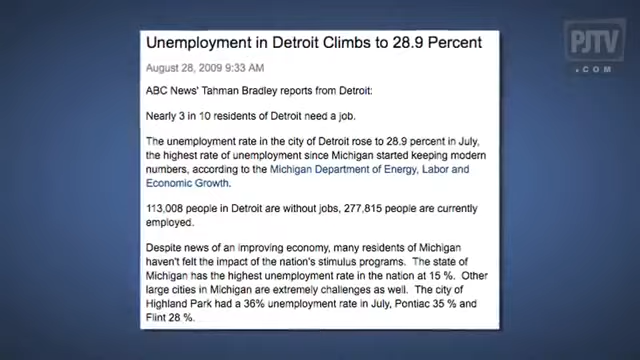 PJTV
.COM
Unemployment in Detroit Climbs to 28.9 Percent
August 28, 2009 9:33 AM
ABC News' Tahman Bradley reports from Detroit:
Nearly 3 in 10 residents of Detroit need a job.
The unemployment rate in the city of Detroit rose to 28.9 percent in July,
the highest rate of unemployment since Michigan started keeping modern
numbers, according to the Michigan Department of Energy, Labor and
Economic Growth.
113,008 people in Detroit are without jobs, 277,815 people are currently
employed.
Despite news of an improving economy, many residents of Michigan
haven't felt the impact of the nation's stimulus programs. The state of
Michigan has the highest unemployment rate in the nation at 15 %. Other
large cities in Michigan are extremely challenges as well. The city of
Highland Park had a 36% unemployment rate in July, Pontiac 35 % and
Flint 28 %.